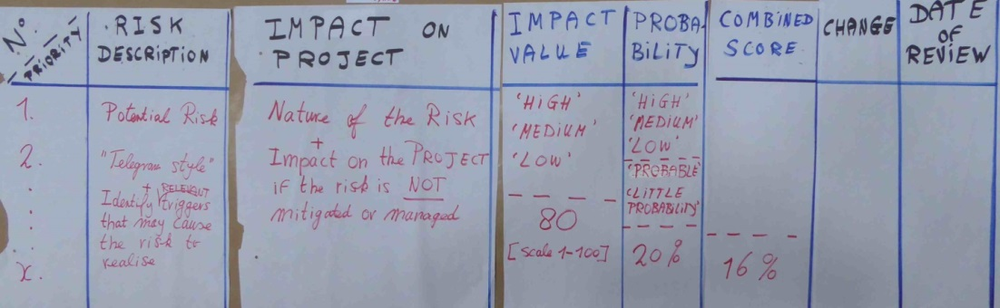 N°.
PRIORITY
RISK
DESCRIPTION
IMPACT ON
PROJECT
IMPACT
VALUE
PROBA-
BILITY
COMBINED
SCORE
CHANGE
DATE
OF
REVIEW
1.
2.
.
.
.
.
x.
Potential Risk
"Telegram style"
+ RELEVANT
Identify triggers
that may cause
the risk to
realise
Nature of the Risk
+
Impact on the PROJECT
if the risk is NOT
mitigated or managed
'HIGH'
'MEDIUM'
'LOW'
80
[scale 1-100]
'HIGH'
'MEDIUM'
'LOW'
'PROBABLE'
'LITTLE
PROBABILITY'
20%
16%